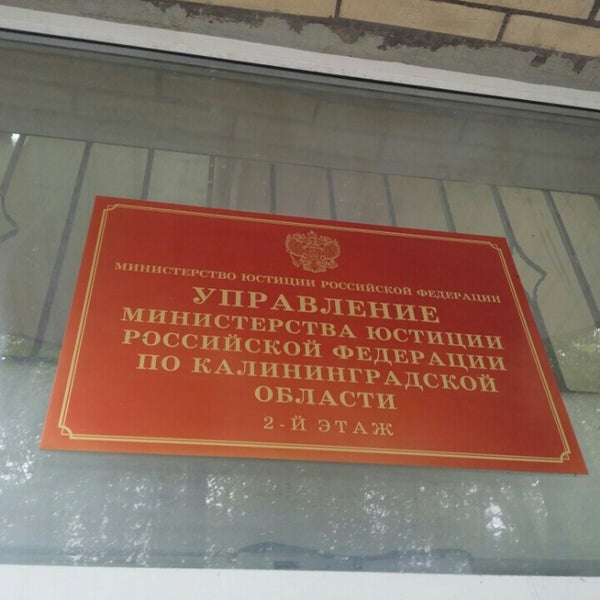 МИНИСТЕРСТВО ЮСТИЦИИ РОССИЙСКОЙ ФЕДЕРАЦИИ
УПРАВЛЕНИЕ
МИНИСТЕРСТВА ЮСТИЦИИ
РОССИЙСКОЙ ФЕДЕРАЦИИ
ПО КАЛИНИНГРАДСКОЙ
ОБЛАСТИ
2-Й ЭТАЖ